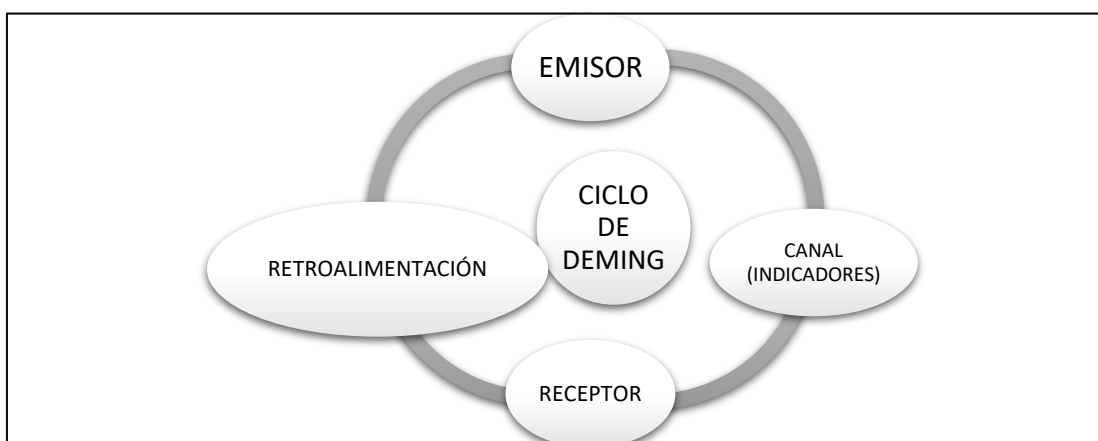 EMISOR
CICLO
DE
DEMING
CANAL
(INDICADORES)
RETROALIMENTACIÓN
RECEPTOR